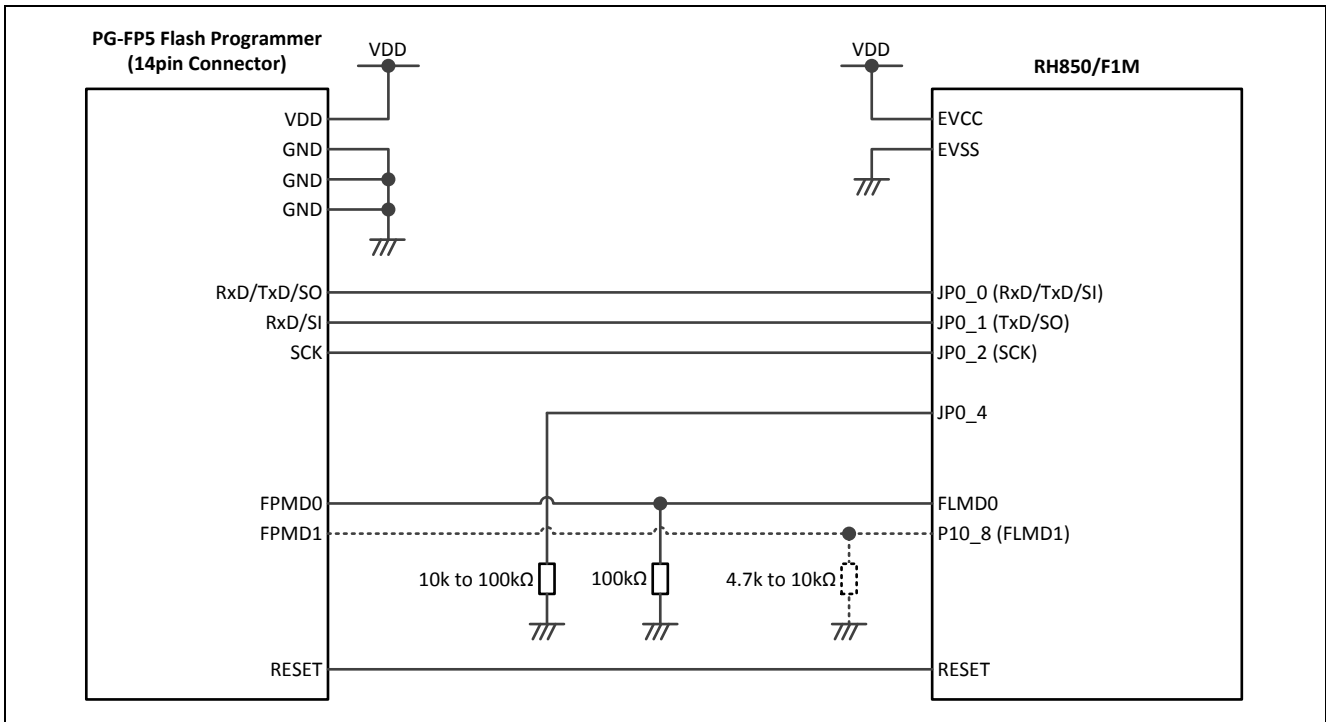 PG-FP5 Flash Programmer
(14pin Connector)
VDD
VDD
RH850/F1M
VDD
GND
GND
GND
EVCC
EVSS
RxD/TxD/SO
RxD/SI
SCK
JP0_0 (RxD/TxD/SI)
JP0_1 (TxD/SO)
JP0_2 (SCK)
JP0_4
FPMD0
FPMD1
FLMD0
P10_8 (FLMD1)
10k to 100kΩ
100kΩ
4.7k to 10kΩ
RESET
RESET